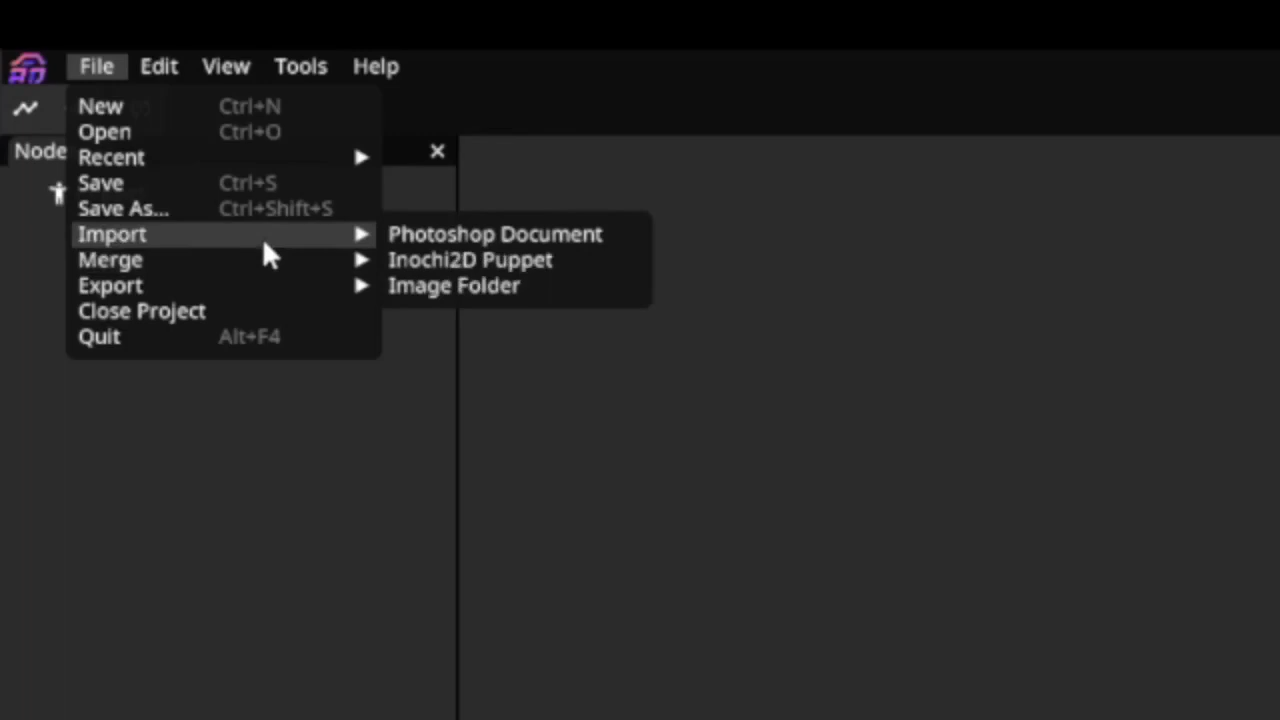 File Edit View Tools Help
New Ctrl+N
Open Ctrl+O
Node
Recent
Save Ctrl+S
Save As... Ctrl+Shift+S
Import
Photoshop Document
Merge
Inochi2D Puppet
Export
Image Folder
Close Project
Quit Alt+F4